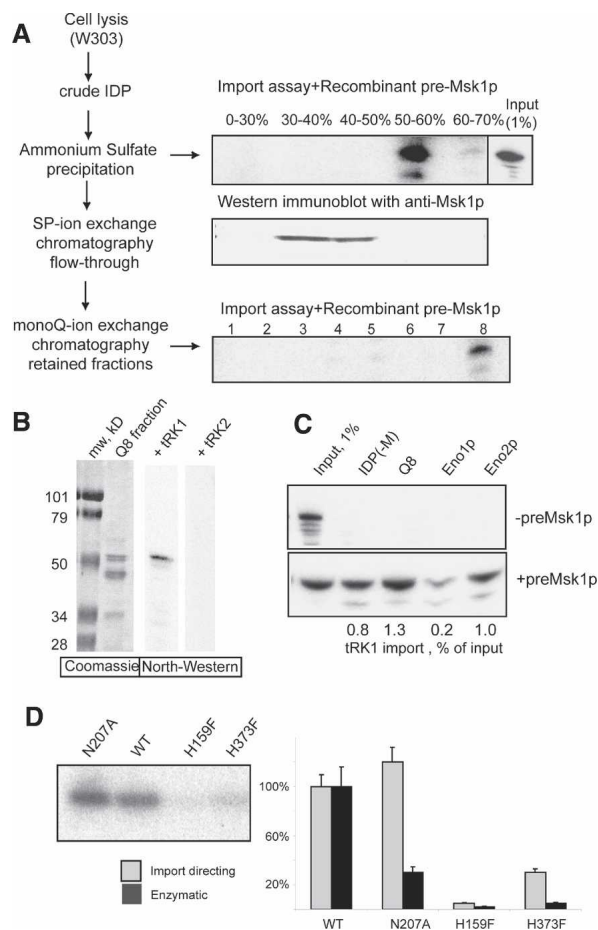 A
Cell lysis
(W303)
crude IDP
Ammonium Sulfate
precipitation
SP-ion exchange
chromatography
flow-through
monoQ-ion exchange
chromatography
retained fractions
Import assay+Recombinant pre-Msk1p
0-30% 30-40% 40-50% 50-60% 60-70% Input
(1%)
Western immunoblot with anti-Msk1p
Import assay+Recombinant pre-Msk1p
1 2 3 4 5 6 7 8
B
mw, kD Q8 fraction + tRK1 + tRK2
101
79
50
34
28
Coomassie North-Western
C
Input, 1% IDP(-M) Q8 Eno1p Eno2p
-preMsk1p
+preMsk1p
0.8 1.3 0.2 1.0
tRK1 import , % of input
D
N207A WT H159F H373F
Import directing
Enzymatic
100%
60%
20%
WT N207A H159F H373F